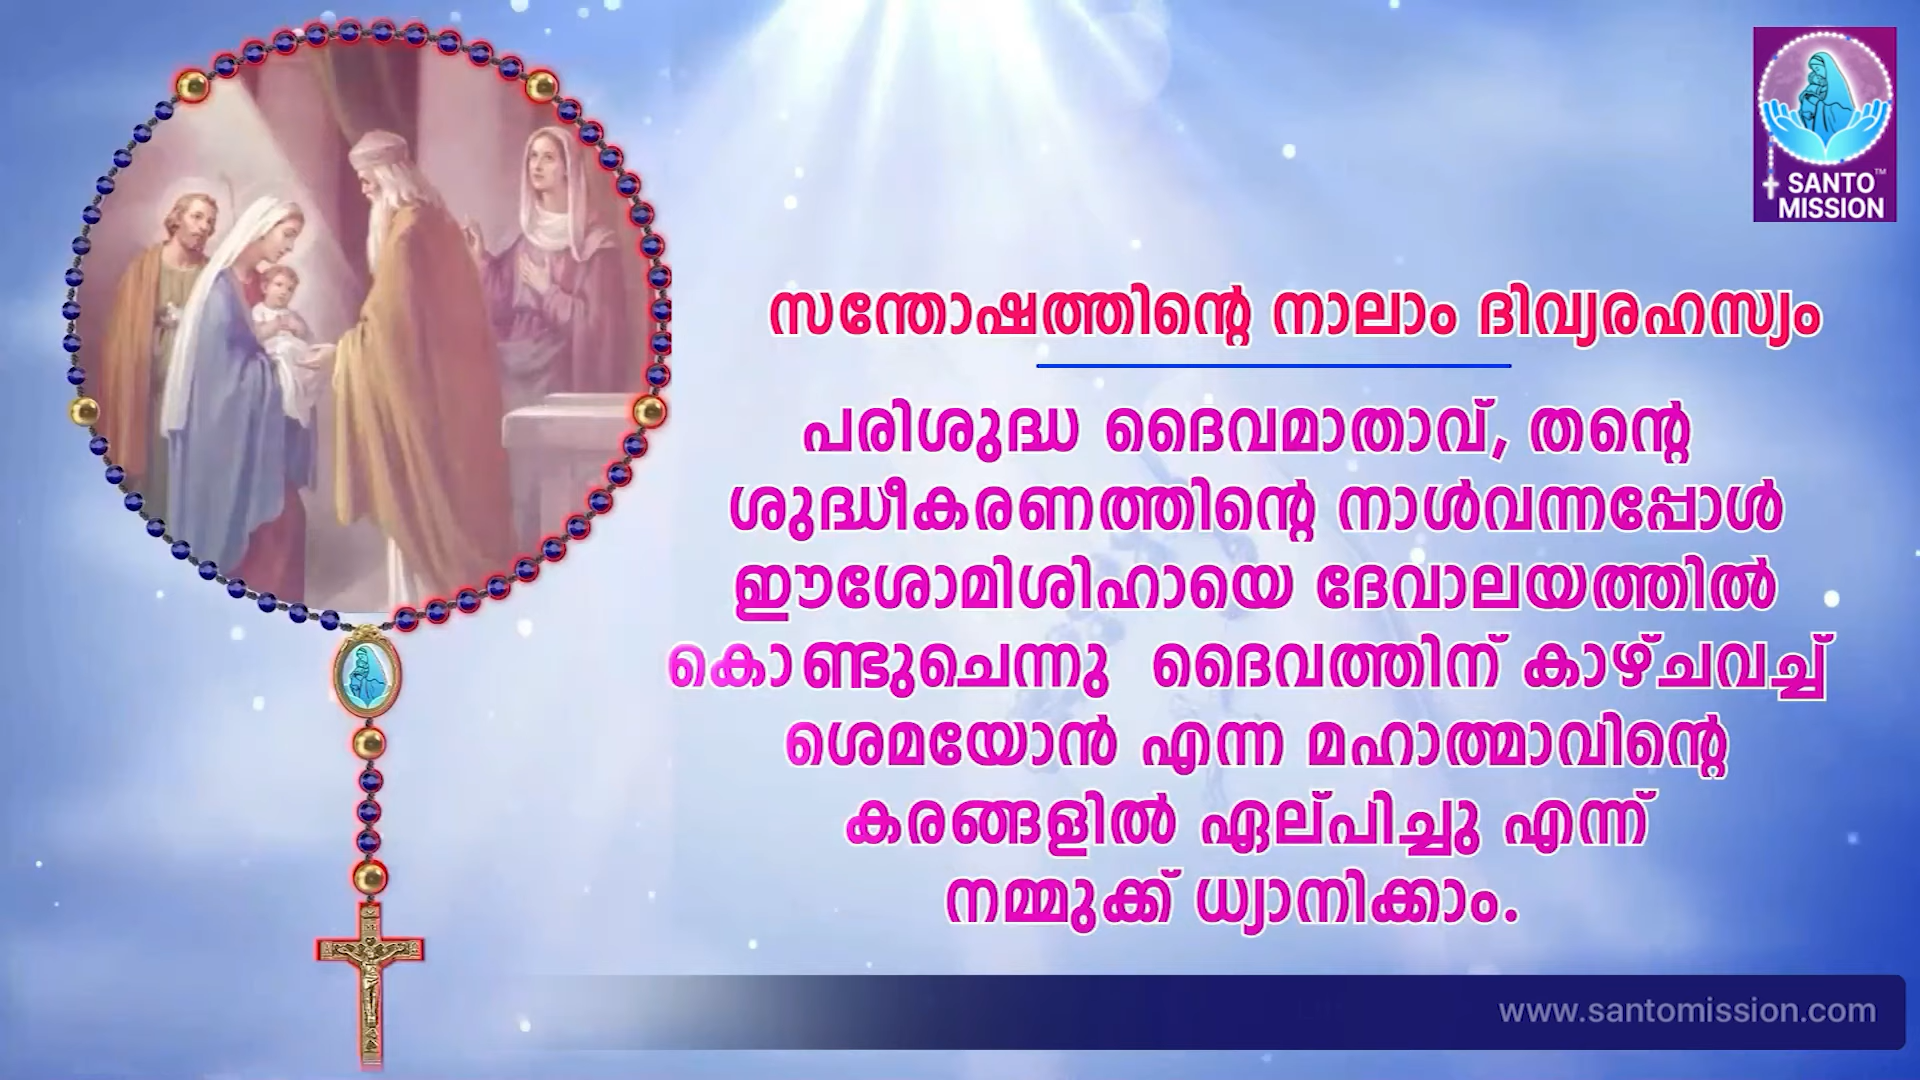 SANTO™
MISSION
സന്തോഷത്തിന്റെ നാലാം ദിവ്യരഹസ്യം
പരിശുദ്ധ ദൈവമാതാവ്, തന്റെ
ശുദ്ധീകരണത്തിന്റെ നാൾവന്നപ്പോൾ
ഈശോമിശിഹായെ ദേവാലയത്തിൽ
കൊണ്ടുചെന്നു ദൈവത്തിന് കാഴ്ചവച്ച്
ശെമയോൻ എന്ന മഹാത്മാവിന്റെ
കരങ്ങളിൽ ഏല്പിച്ചു എന്ന്
നമ്മുക്ക് ധ്യാനിക്കാം.
www.santomission.com